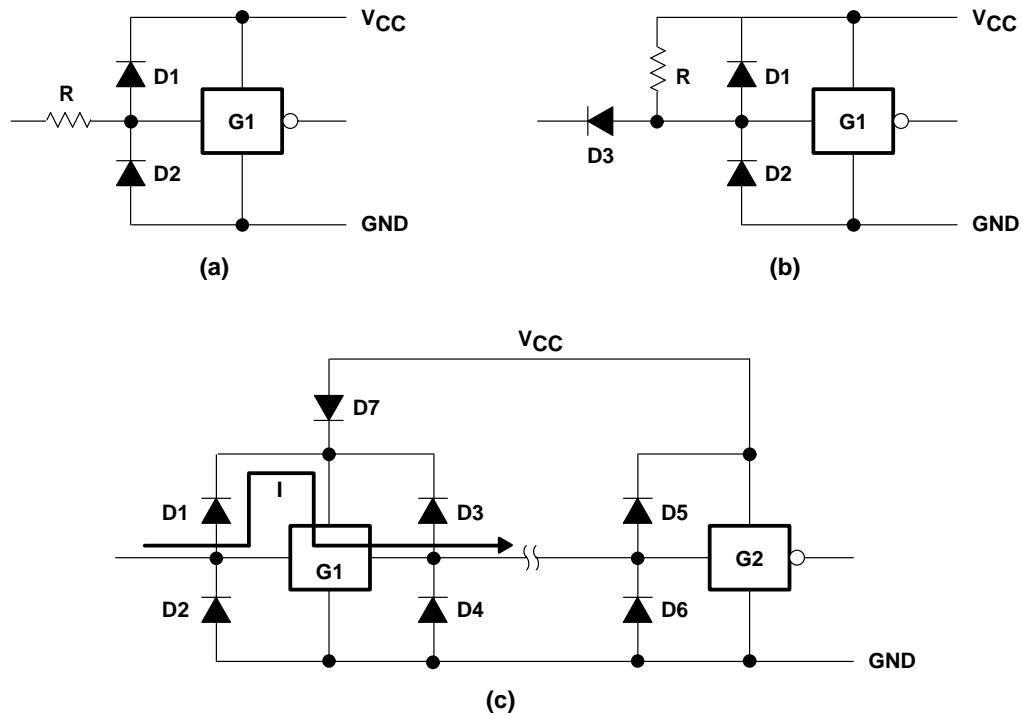 VCC
D1
R
G1
D2
GND
(a)
VCC
D1
R
G1
D3
D2
GND
(b)
VCC
D7
I
D1
D3
D5
G1
G2
D2
D4
D6
GND
(c)